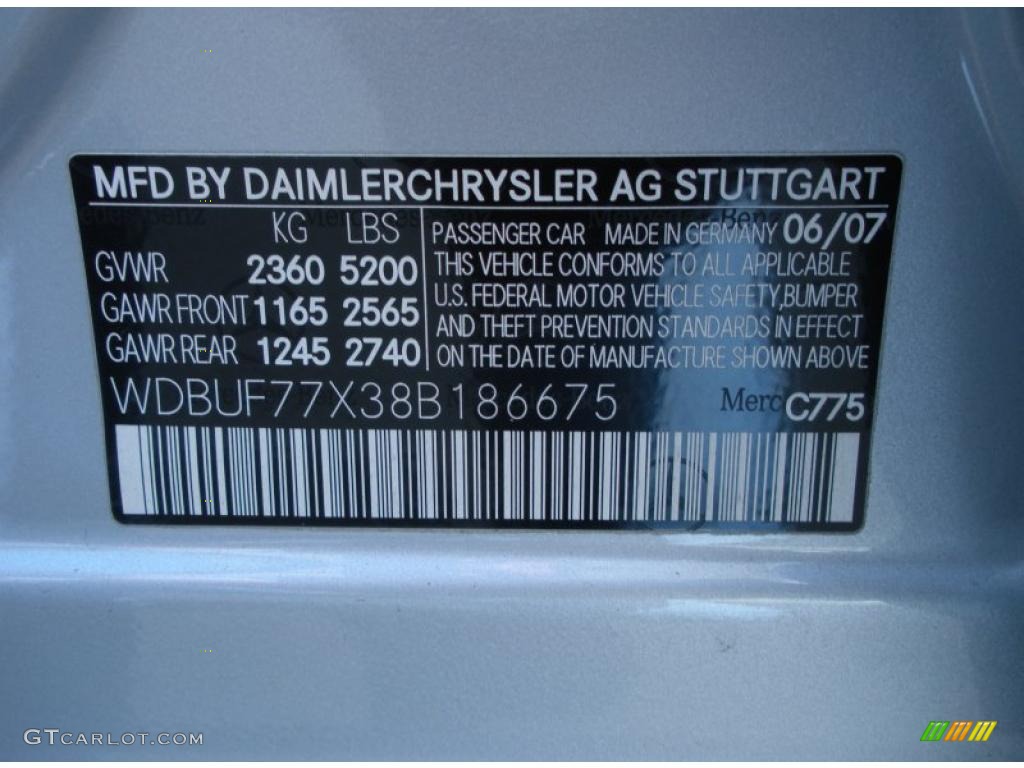 MFD BY DAIMLERCHRYSLER AG STUTTGART
KG LBS
GVWR 2360 5200
GAWR FRONT 1165 2565
GAWR REAR 1245 2740
PASSENGER CAR MADE IN GERMANY 06/07
THIS VEHICLE CONFORMS TO ALL APPLICABLE
U.S. FEDERAL MOTOR VEHICLE SAFETY, BUMPER
AND THEFT PREVENTION STANDARDS IN EFFECT
ON THE DATE OF MANUFACTURE SHOWN ABOVE
WDBUF77X38B186675
Merc C775
GTCARLOT.COM